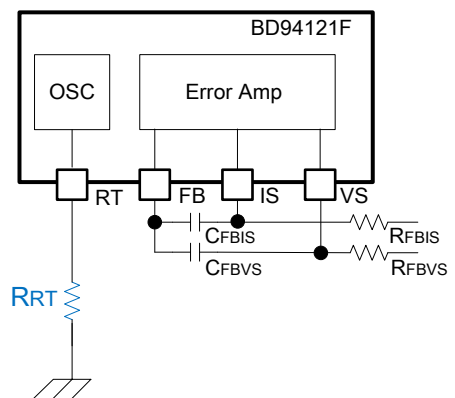 BD94121F
OSC
Error Amp
RT
FB
IS
VS
CFBIS
RFBIS
CFBVS
RFBVS
RRT